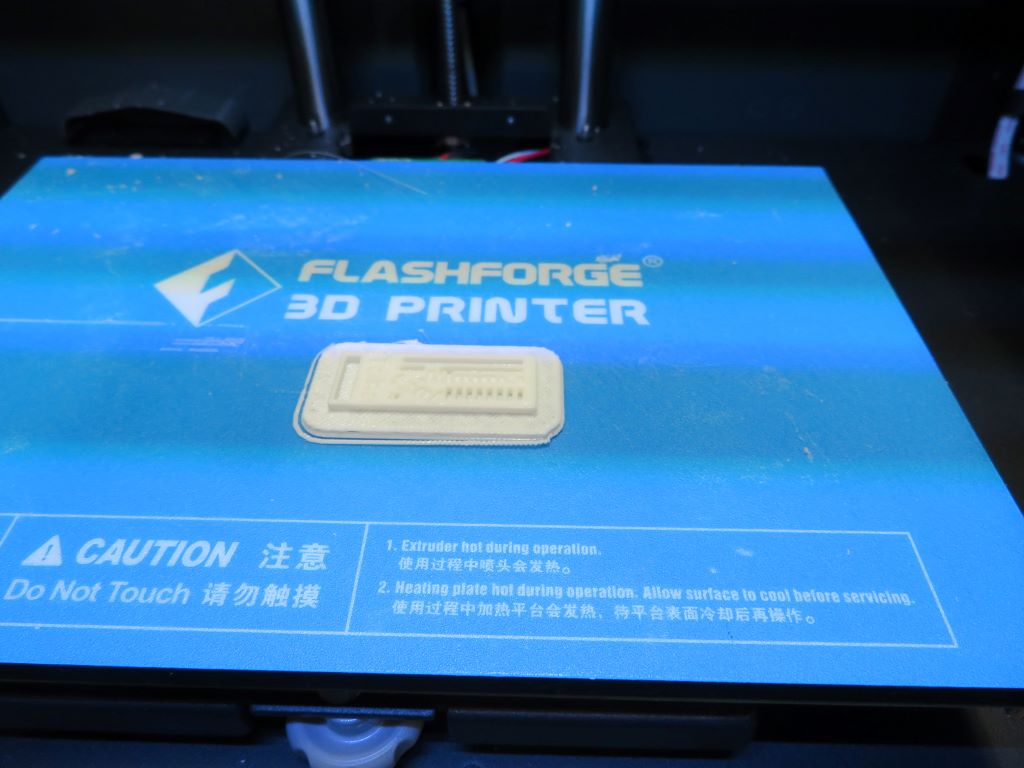 FLASHFORGE®
3D PRINTER
CAUTION 注意
Do Not Touch 请勿触摸
1. Extruder hot during operation.
使用过程中喷头会发热。
2. Heating plate hot during operation. Allow surface to cool before servicing.
使用过程中加热平台会发热，待平台表面冷却后再操作。